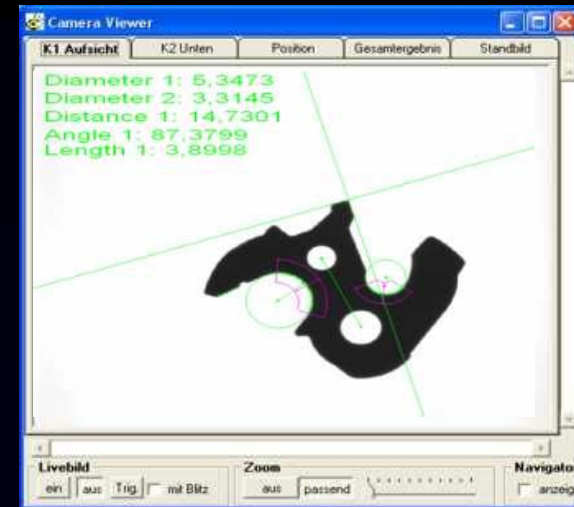 Camera Viewer
K1 Aufsicht K2 Unten Position Gesamtergebnis Standbild
Diameter 1: 5,3473
Diameter 2: 3,3145
Distance 1: 14,7301
Angle 1: 87,3799
Length 1: 3,8998
Livebild Zoom Navigator
ein aus Trig. mit Blitz aus passend anzeig